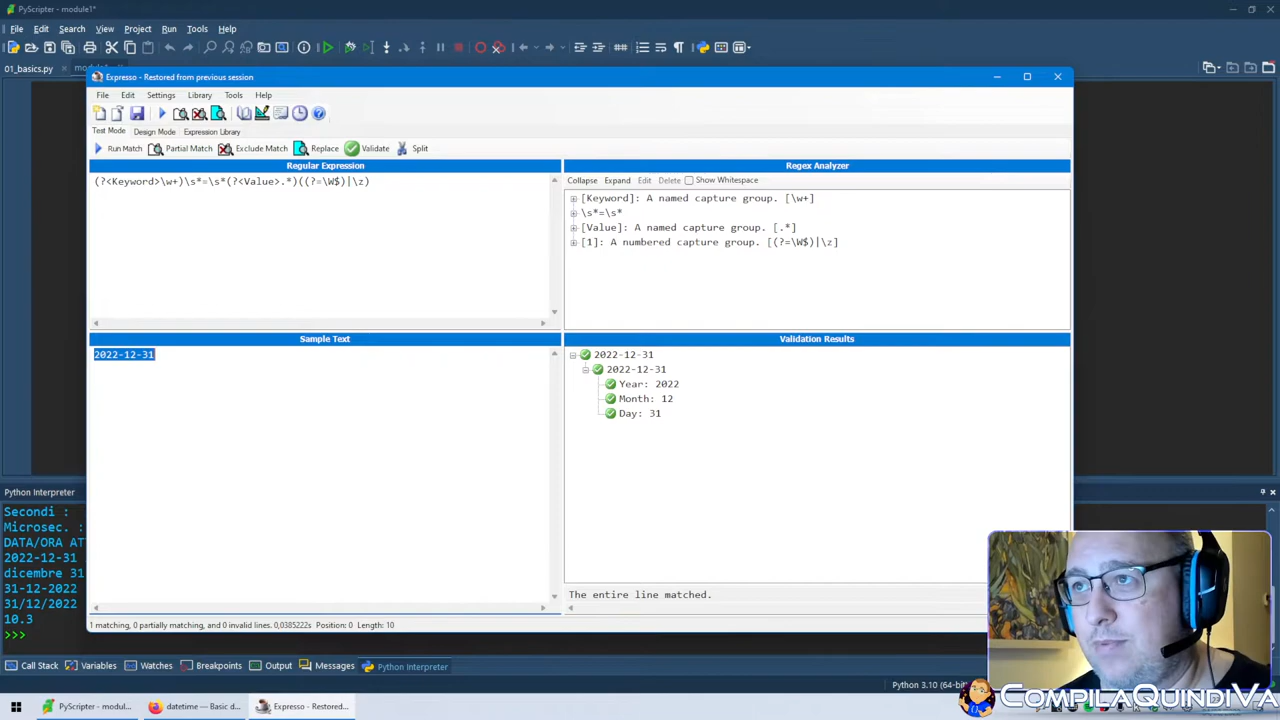 PyScripter - module1*
File Edit Search View Project Run Tools Help
01_basics.py
Expresso - Restored from previous session
File Edit Settings Library Tools Help
Test Mode Design Mode Expression Library
Run Match Partial Match Exclude Match Replace Validate Split
Regular Expression
(?<Keyword>\w+)\s*=\s*(?<Value>.*)((?=\W$)|\z)
Regex Analyzer
Collapse Expand Edit Delete Show Whitespace
[Keyword]: A named capture group. [\w+]
\s*=\s*
[Value]: A named capture group. [.*]
[1]: A numbered capture group. [(?=\W$)|\z]
Sample Text
2022-12-31
Validation Results
2022-12-31
2022-12-31
Year: 2022
Month: 12
Day: 31
The entire line matched.
1 matching, 0 partially matching, and 0 invalid lines. 0,0385222s Position: 0 Length: 10
Python Interpreter
Secondi :
Microsec. :
DATA/ORA AT
2022-12-31
dicembre 31
31-12-2022
31/12/2022
10.3
>>>
Call Stack Variables Watches Breakpoints Output Messages Python Interpreter
Python 3.10 (64-bit)
PyScripter - modul... datetime — Basic d... Expresso - Restored...
COMPILAQUINDIVA